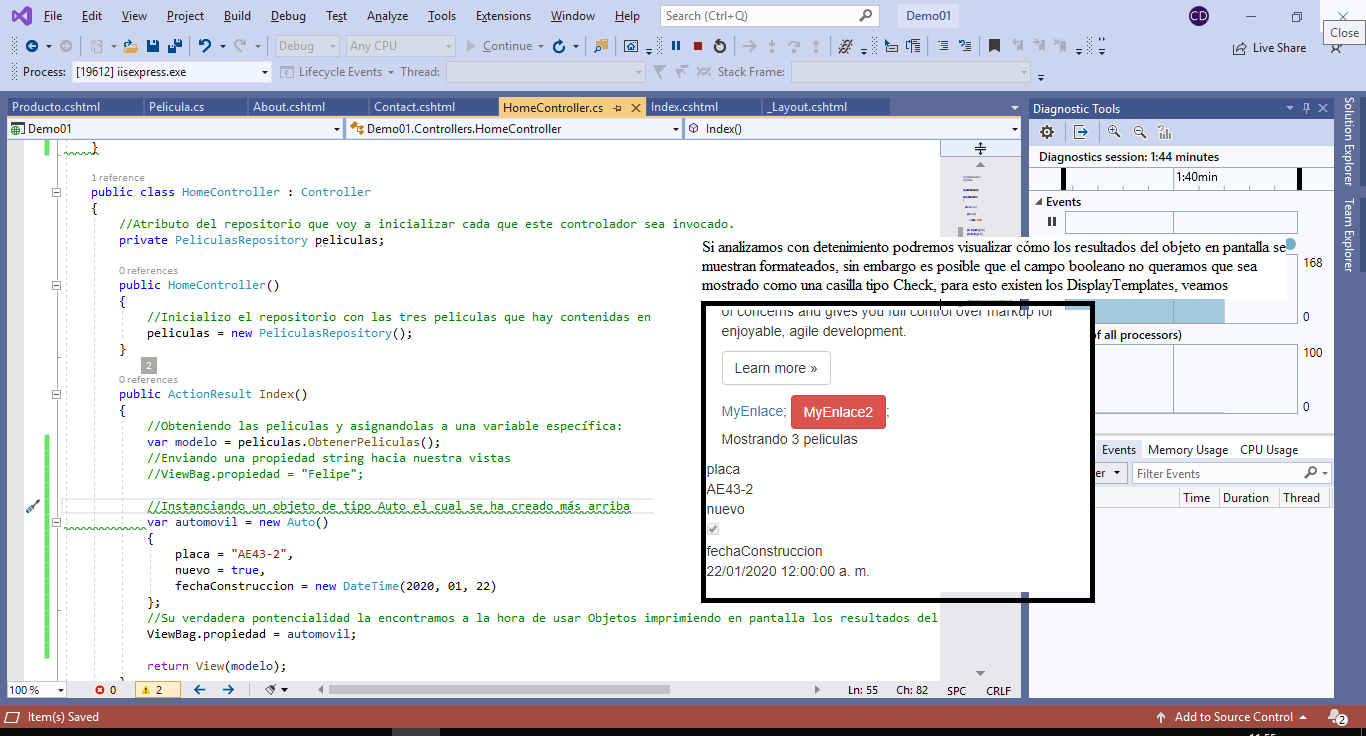 File Edit View Project Build Debug Test Analyze Tools Extensions Window Help Search (Ctrl+Q) Demo01 CD
Close
Debug Any CPU Continue Live Share
Process: [19612] iisexpress.exe Lifecycle Events Thread: Stack Frame:
Producto.cshtml Pelicula.cs About.cshtml Contact.cshtml HomeController.cs Index.cshtml _Layout.cshtml
Demo01 Demo01.Controllers.HomeController Index()
}
1 reference
public class HomeController : Controller
{
//Atributo del repositorio que voy a inicializar cada que este controlador sea invocado.
private PeliculasRepository peliculas;
0 references
public HomeController()
{
//Inicializo el repositorio con las tres peliculas que hay contenidas en
peliculas = new PeliculasRepository();
}
2
0 references
public ActionResult Index()
{
//Obteniendo las peliculas y asignandolas a una variable específica:
var modelo = peliculas.ObtenerPeliculas();
//Enviando una propiedad string hacia nuestra vistas
//ViewBag.propiedad = "Felipe";
//Instanciando un objeto de tipo Auto el cual se ha creado más arriba
var automovil = new Auto()
{
placa = "AE43-2",
nuevo = true,
fechaConstruccion = new DateTime(2020, 01, 22)
};
//Su verdadera pontencialidad la encontramos a la hora de usar Objetos imprimiendo en pantalla los resultados del
ViewBag.propiedad = automovil;
return View(modelo);
Si analizamos con detenimiento podremos visualizar cómo los resultados del objeto en pantalla se
muestran formateados, sin embargo es posible que el campo booleano no queramos que sea
mostrado como una casilla tipo Check, para esto existen los DisplayTemplates, veamos
of concerns and gives you full control over markup for
enjoyable, agile development.
Learn more »
MyEnlace; MyEnlace2 ;
Mostrando 3 peliculas
placa
AE43-2
nuevo
fechaConstruccion
22/01/2020 12:00:00 a. m.
Diagnostic Tools
Diagnostics session: 1:44 minutes
1:40min
Events
168
0
of all processors)
100
0
Events Memory Usage CPU Usage
Filter Events
Time Duration Thread
Solution Explorer
Team Explorer
100 % 0 2 Ln: 55 Ch: 82 SPC CRLF
Item(s) Saved Add to Source Control 2